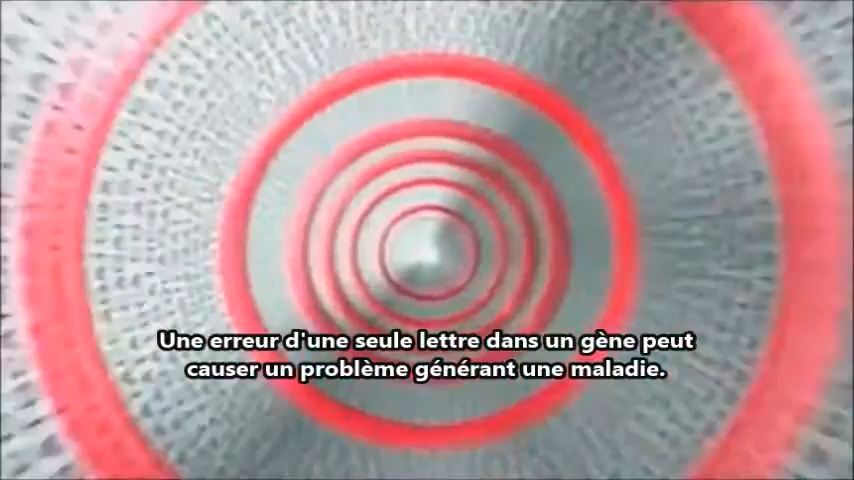 Une erreur d'une seule lettre dans un gène peut
causer un problème générant une maladie.